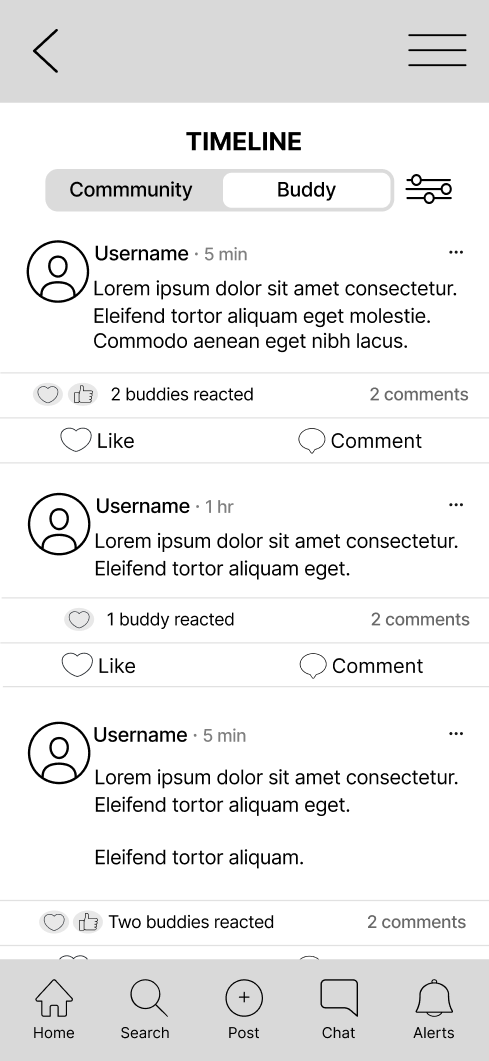 TIMELINE
Commmunity Buddy
Username · 5 min ...
Lorem ipsum dolor sit amet consectetur.
Eleifend tortor aliquam eget molestie.
Commodo aenean eget nibh lacus.
2 buddies reacted 2 comments
Like Comment
Username · 1 hr ...
Lorem ipsum dolor sit amet consectetur.
Eleifend tortor aliquam eget.
1 buddy reacted 2 comments
Like Comment
Username · 5 min ...
Lorem ipsum dolor sit amet consectetur.
Eleifend tortor aliquam eget.
Eleifend tortor aliquam.
Two buddies reacted 2 comments
Home Search Post Chat Alerts